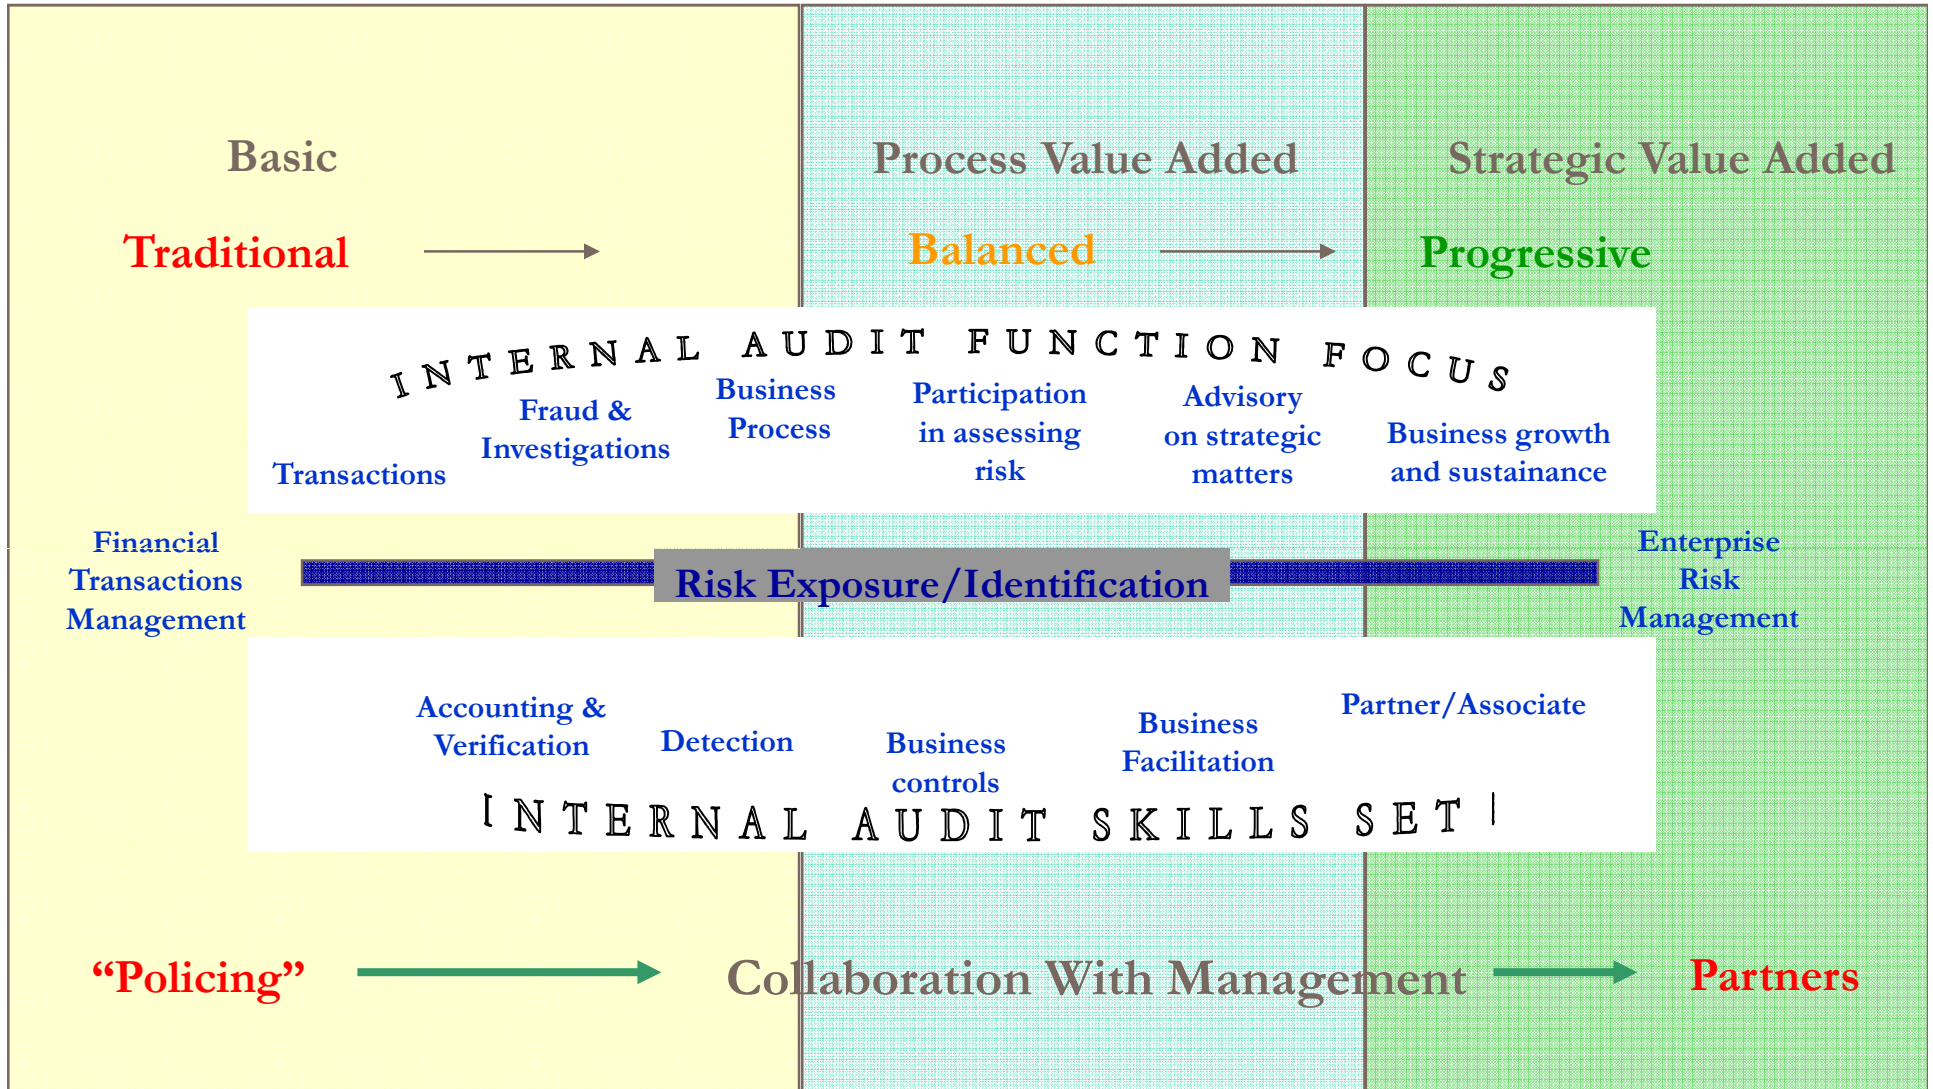 Basic
Process Value Added
Strategic Value Added
Traditional
Balanced
Progressive
INTERNAL AUDIT FUNCTION FOCUS
Transactions
Fraud &
Investigations
Business
Process
Participation
in assessing
risk
Advisory
on strategic
matters
Business growth
and sustainance
Financial
Transactions
Management
Risk Exposure/Identification
Enterprise
Risk
Management
Accounting &
Verification
Detection
Business
controls
Business
Facilitation
Partner/Associate
INTERNAL AUDIT SKILLS SET
“Policing”
Collaboration With Management
Partners